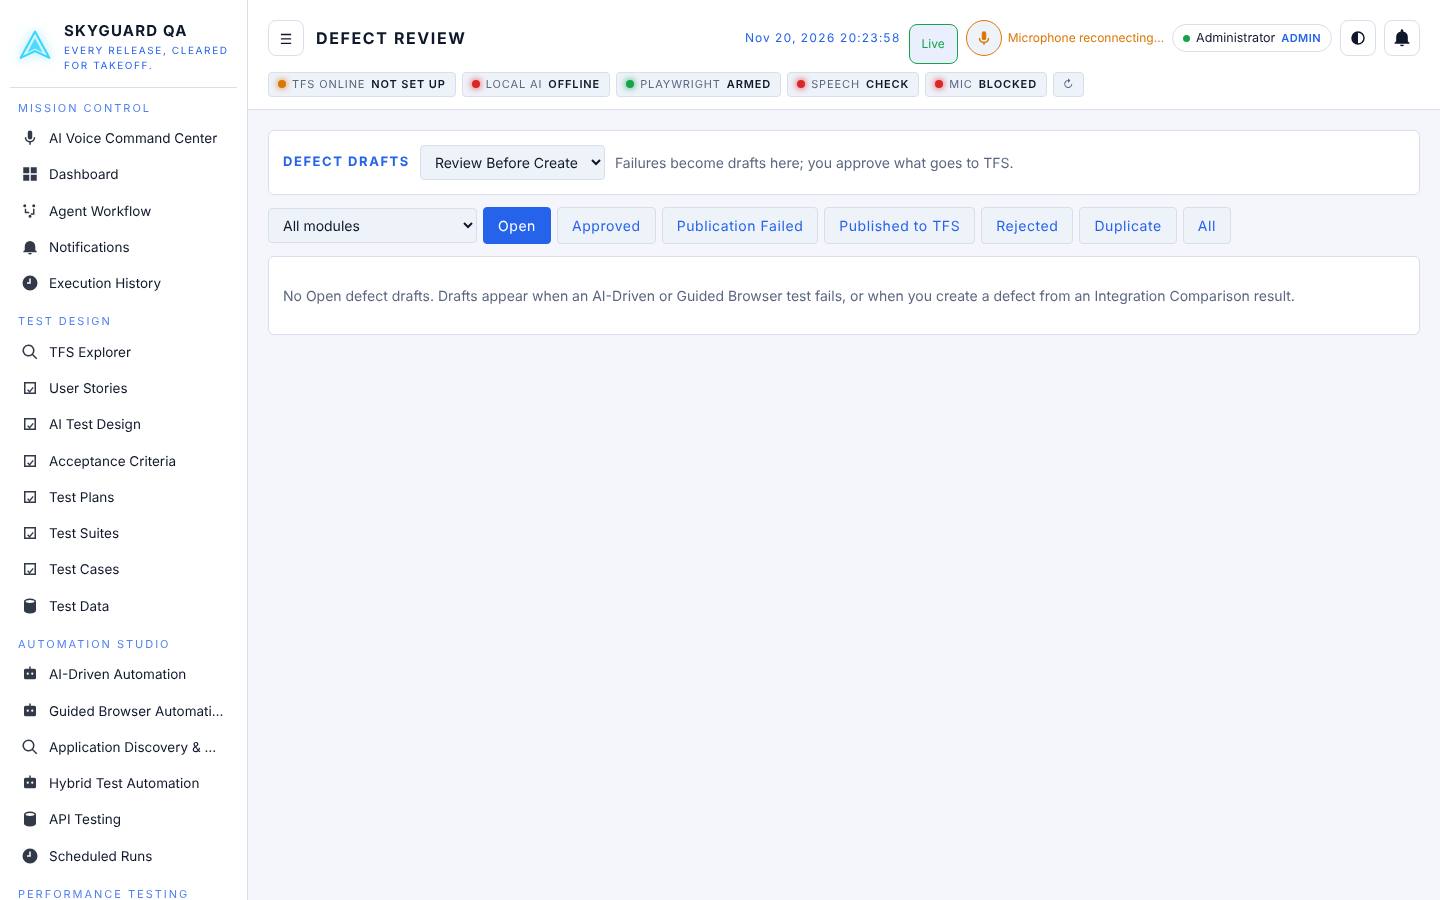 SKYGUARD QA
EVERY RELEASE, CLEARED
FOR TAKEOFF.
MISSION CONTROL
AI Voice Command Center
Dashboard
Agent Workflow
Notifications
Execution History
TEST DESIGN
TFS Explorer
User Stories
AI Test Design
Acceptance Criteria
Test Plans
Test Suites
Test Cases
Test Data
AUTOMATION STUDIO
AI-Driven Automation
Guided Browser Automati...
Application Discovery & ...
Hybrid Test Automation
API Testing
Scheduled Runs
PERFORMANCE TESTING
DEFECT REVIEW
Nov 20, 2026 20:23:58 Live Microphone reconnecting... Administrator ADMIN
TFS ONLINE NOT SET UP LOCAL AI OFFLINE PLAYWRIGHT ARMED SPEECH CHECK MIC BLOCKED
DEFECT DRAFTS Review Before Create Failures become drafts here; you approve what goes to TFS.
All modules Open Approved Publication Failed Published to TFS Rejected Duplicate All
No Open defect drafts. Drafts appear when an AI-Driven or Guided Browser test fails, or when you create a defect from an Integration Comparison result.